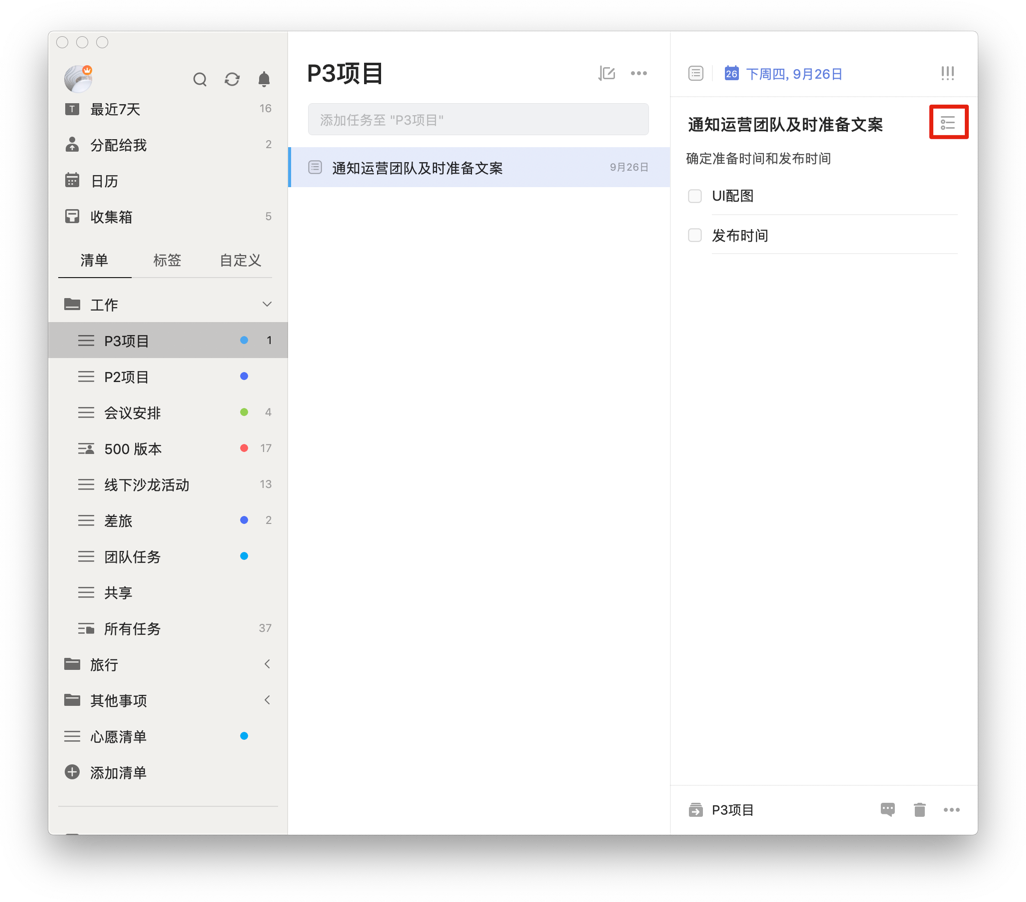 最近7天 16
分配给我 2
日历
收集箱 5
清单 标签 自定义
工作
P3项目 1
P2项目
会议安排 4
500 版本 17
线下沙龙活动 13
差旅 2
团队任务
共享
所有任务 37
旅行
其他事项
心愿清单
添加清单
P3项目
添加任务至 "P3项目"
通知运营团队及时准备文案 9月26日
26 下周四, 9月26日
通知运营团队及时准备文案
确定准备时间和发布时间
UI配图
发布时间
P3项目